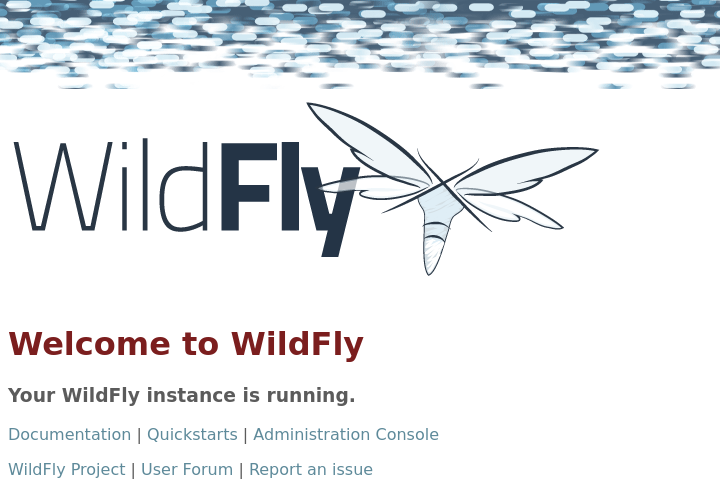 WildFly
Welcome to WildFly
Your WildFly instance is running.
Documentation | Quickstarts | Administration Console
WildFly Project | User Forum | Report an issue